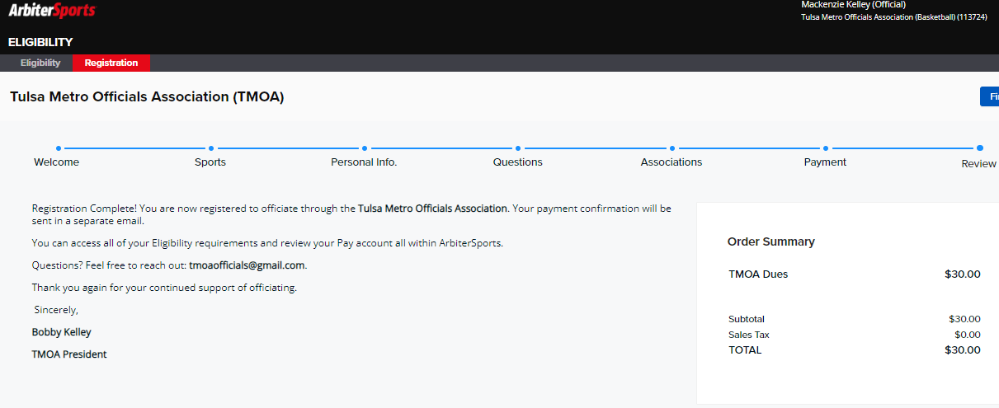 ArbiterSports
Mackenzie Kelley (Official)
Tulsa Metro Officials Association (Basketball) (113724)
ELIGIBILITY
Eligibility Registration
Tulsa Metro Officials Association (TMOA)
Welcome Sports Personal Info. Questions Associations Payment Review
Registration Complete! You are now registered to officiate through the Tulsa Metro Officials Association. Your payment confirmation will be
sent in a separate email.
You can access all of your Eligibility requirements and review your Pay account all within ArbiterSports.
Questions? Feel free to reach out: tmoaofficials@gmail.com.
Thank you again for your continued support of officiating.
Sincerely,
Bobby Kelley
TMOA President
Order Summary
TMOA Dues $30.00
Subtotal $30.00
Sales Tax $0.00
TOTAL $30.00